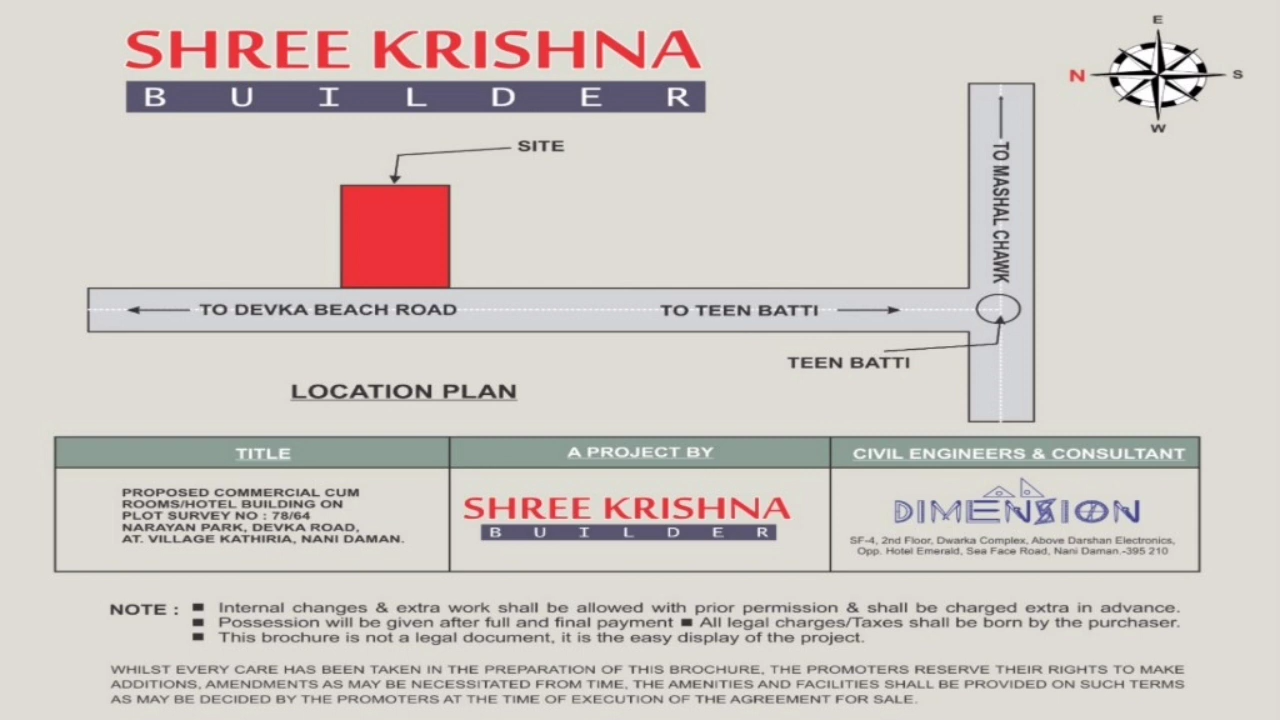 SHREE KRISHNA
BUILDER
E
N
S
W
SITE
TO MASHAL CHAWK
TO DEVKA BEACH ROAD
TO TEEN BATTI
TEEN BATTI
LOCATION PLAN
TITLE
A PROJECT BY
CIVIL ENGINEERS & CONSULTANT
PROPOSED COMMERCIAL CUM
ROOMS/HOTEL BUILDING ON
PLOT SURVEY NO : 78/64
NARAYAN PARK, DEVKA ROAD,
AT. VILLAGE KATHIRIA, NANI DAMAN.
SHREE KRISHNA
BUILDER
DIMENSION
SF-4, 2nd Floor, Dwarka Complex, Above Darshan Electronics,
Opp. Hotel Emerald, Sea Face Road, Nani Daman.-395 210
NOTE : ■ Internal changes & extra work shall be allowed with prior permission & shall be charged extra in advance.
■ Possession will be given after full and final payment ■ All legal charges/Taxes shall be born by the purchaser.
■ This brochure is not a legal document, it is the easy display of the project.
WHILST EVERY CARE HAS BEEN TAKEN IN THE PREPARATION OF THIS BROCHURE, THE PROMOTERS RESERVE THEIR RIGHTS TO MAKE
ADDITIONS, AMENDMENTS AS MAY BE NECESSITATED FROM TIME, THE AMENITIES AND FACILITIES SHALL BE PROVIDED ON SUCH TERMS
AS MAY BE DECIDED BY THE PROMOTERS AT THE TIME OF EXECUTION OF THE AGREEMENT FOR SALE.